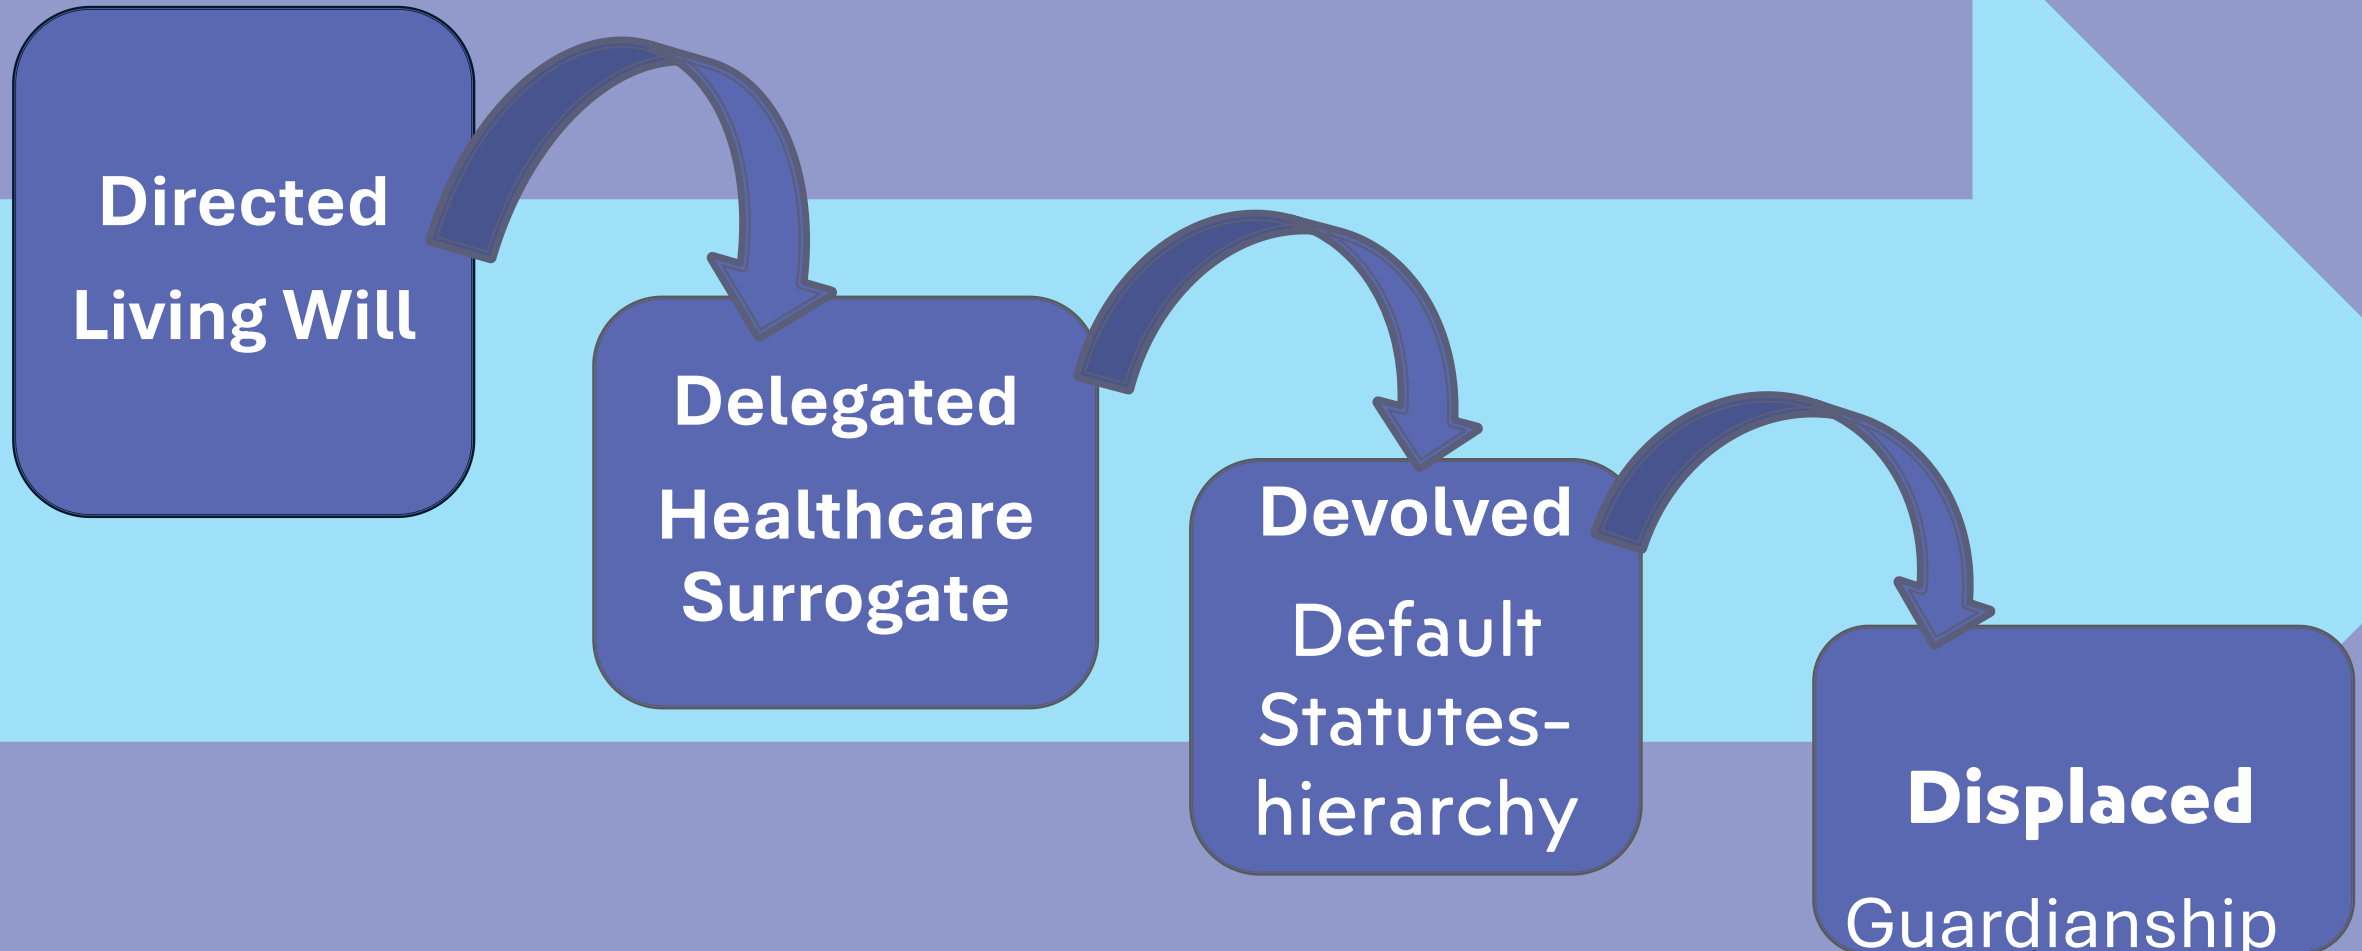 Directed
Living Will
Delegated
Healthcare
Surrogate
Devolved
Default
Statutes-
hierarchy
Displaced
Guardianship